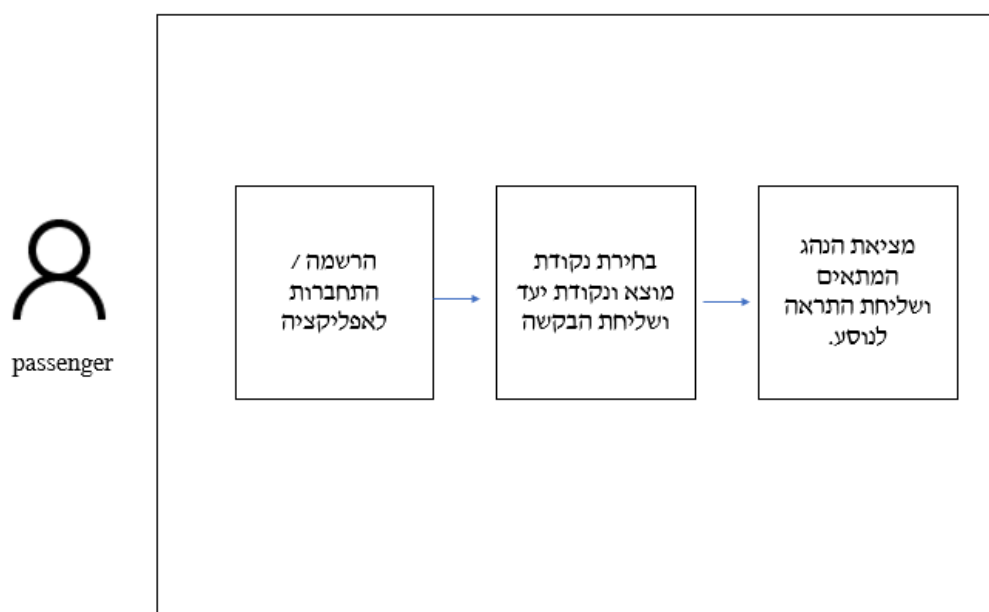 passenger
הרשמה /
התחברות
לאפליקציה
בחירת נקודת
מוצא ונקודת יעד
ושליחת הבקשה
מציאת הנהג
המתאים
ושליחת התראה
לנוסע.